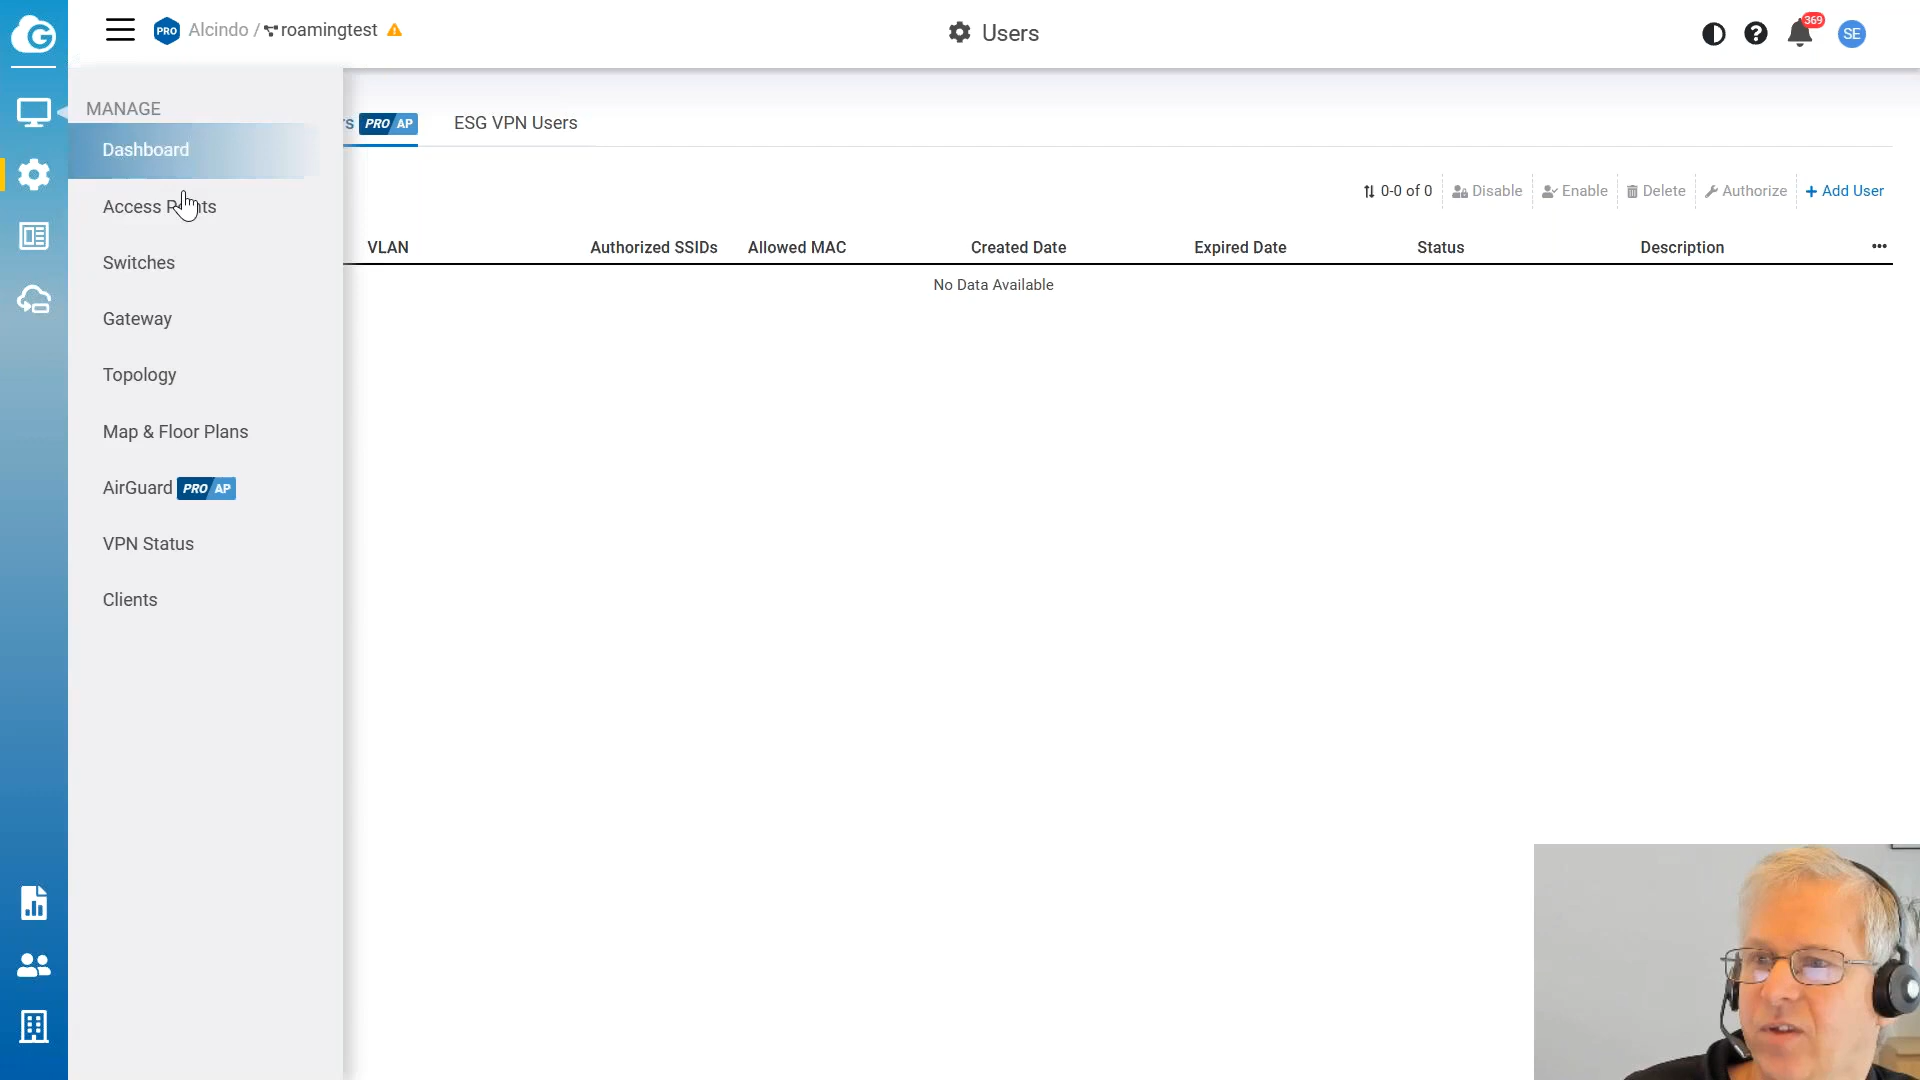 PRO Alcindo / roamingtest
Users
369
SE
MANAGE
Dashboard
Access
Switches
Gateway
Topology
Map & Floor Plans
AirGuard PRO AP
VPN Status
Clients
PRO AP
ESG VPN Users
0-0 of 0 Disable Enable Delete Authorize + Add User
VLAN Authorized SSIDs Allowed MAC Created Date Expired Date Status Description
No Data Available